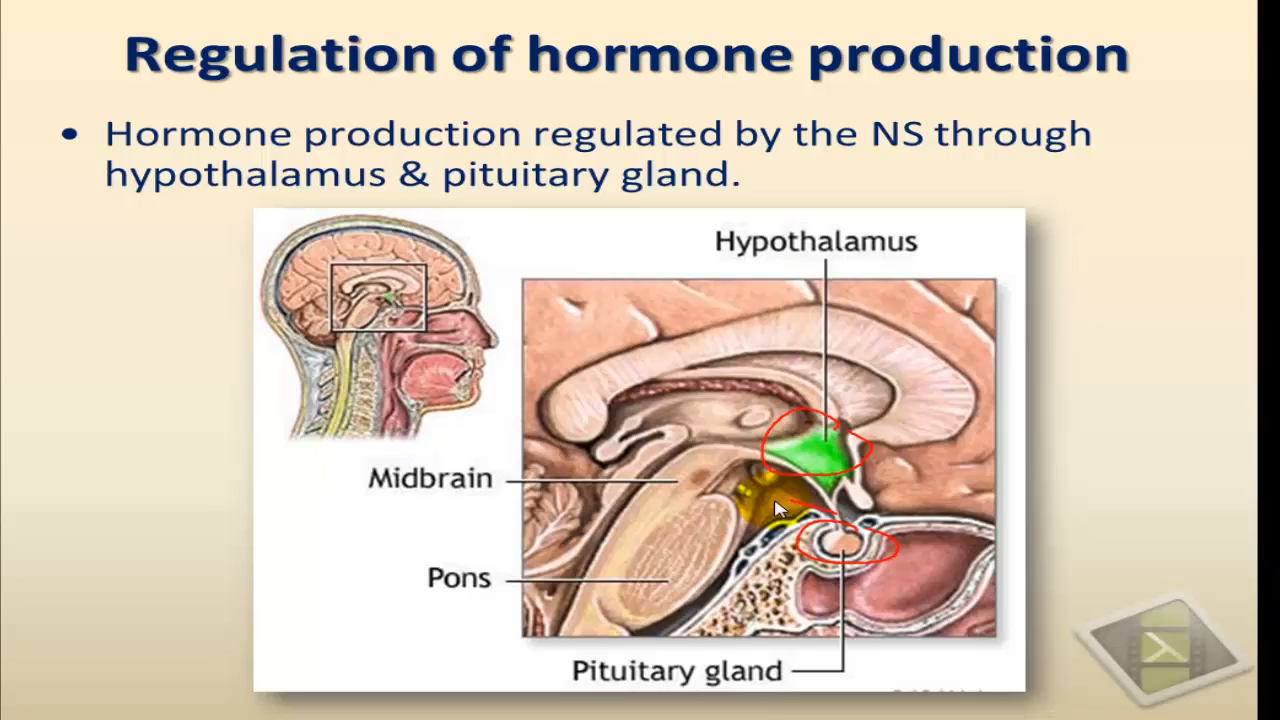 Regulation of hormone production
• Hormone production regulated by the NS through
hypothalamus & pituitary gland.
Hypothalamus
Midbrain
Pons
Pituitary gland